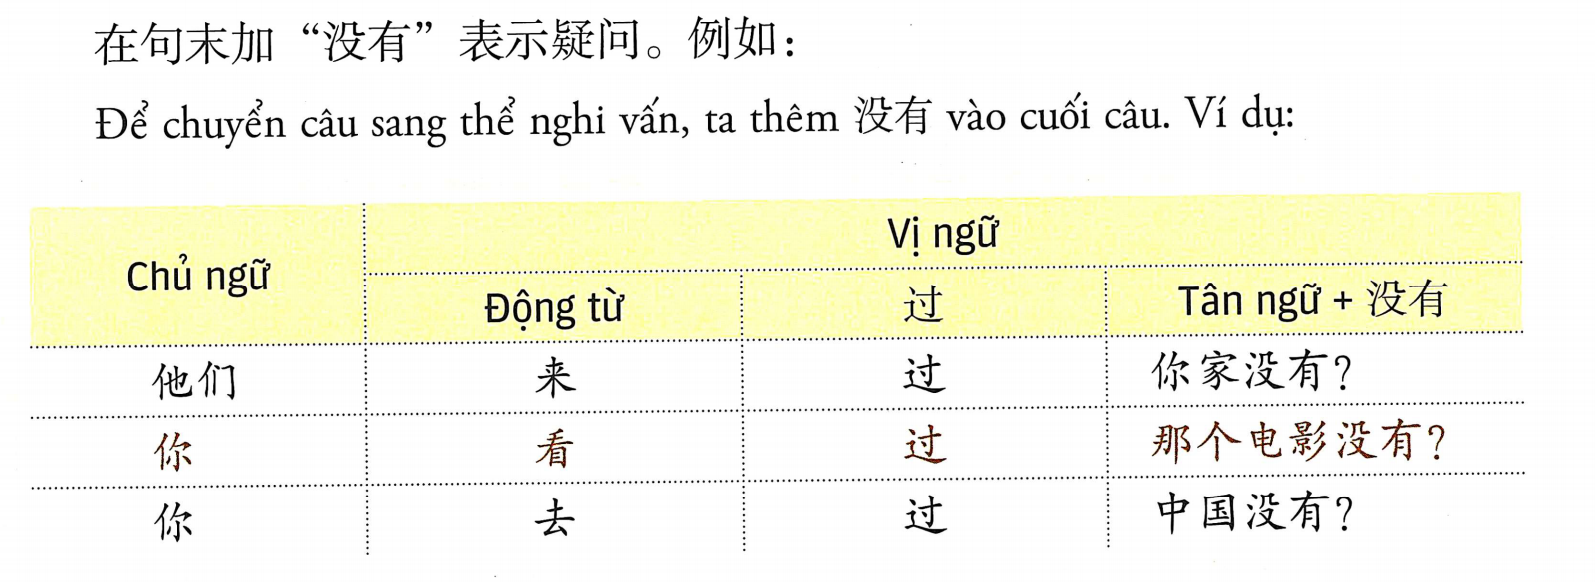 在句末加“没有”表示疑问。例如：
Để chuyển câu sang thể nghi vấn, ta thêm 没有 vào cuối câu. Ví dụ:
Chủ ngữ Vị ngữ
Động từ 过 Tân ngữ + 没有
他们 来 过 你家没有？
你 看 过 那个电影没有？
你 去 过 中国没有？